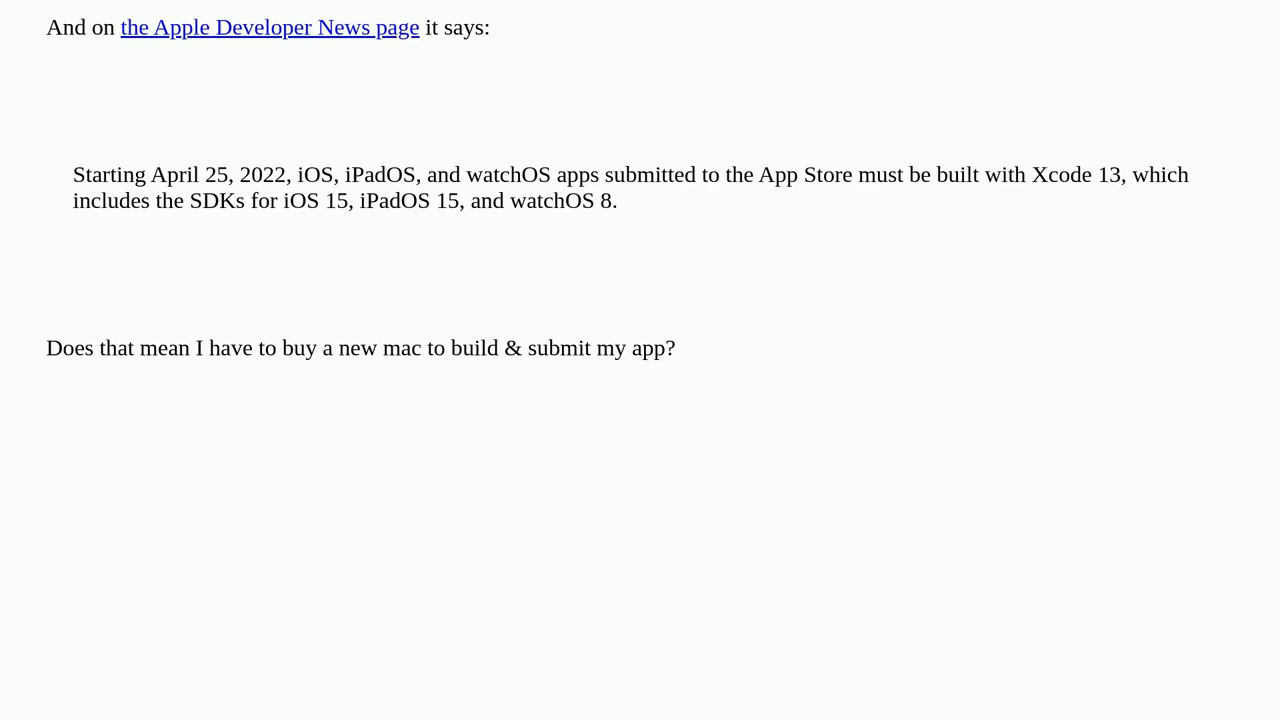 And on the Apple Developer News page it says:
Starting April 25, 2022, iOS, iPadOS, and watchOS apps submitted to the App Store must be built with Xcode 13, which
includes the SDKs for iOS 15, iPadOS 15, and watchOS 8.
Does that mean I have to buy a new mac to build & submit my app?